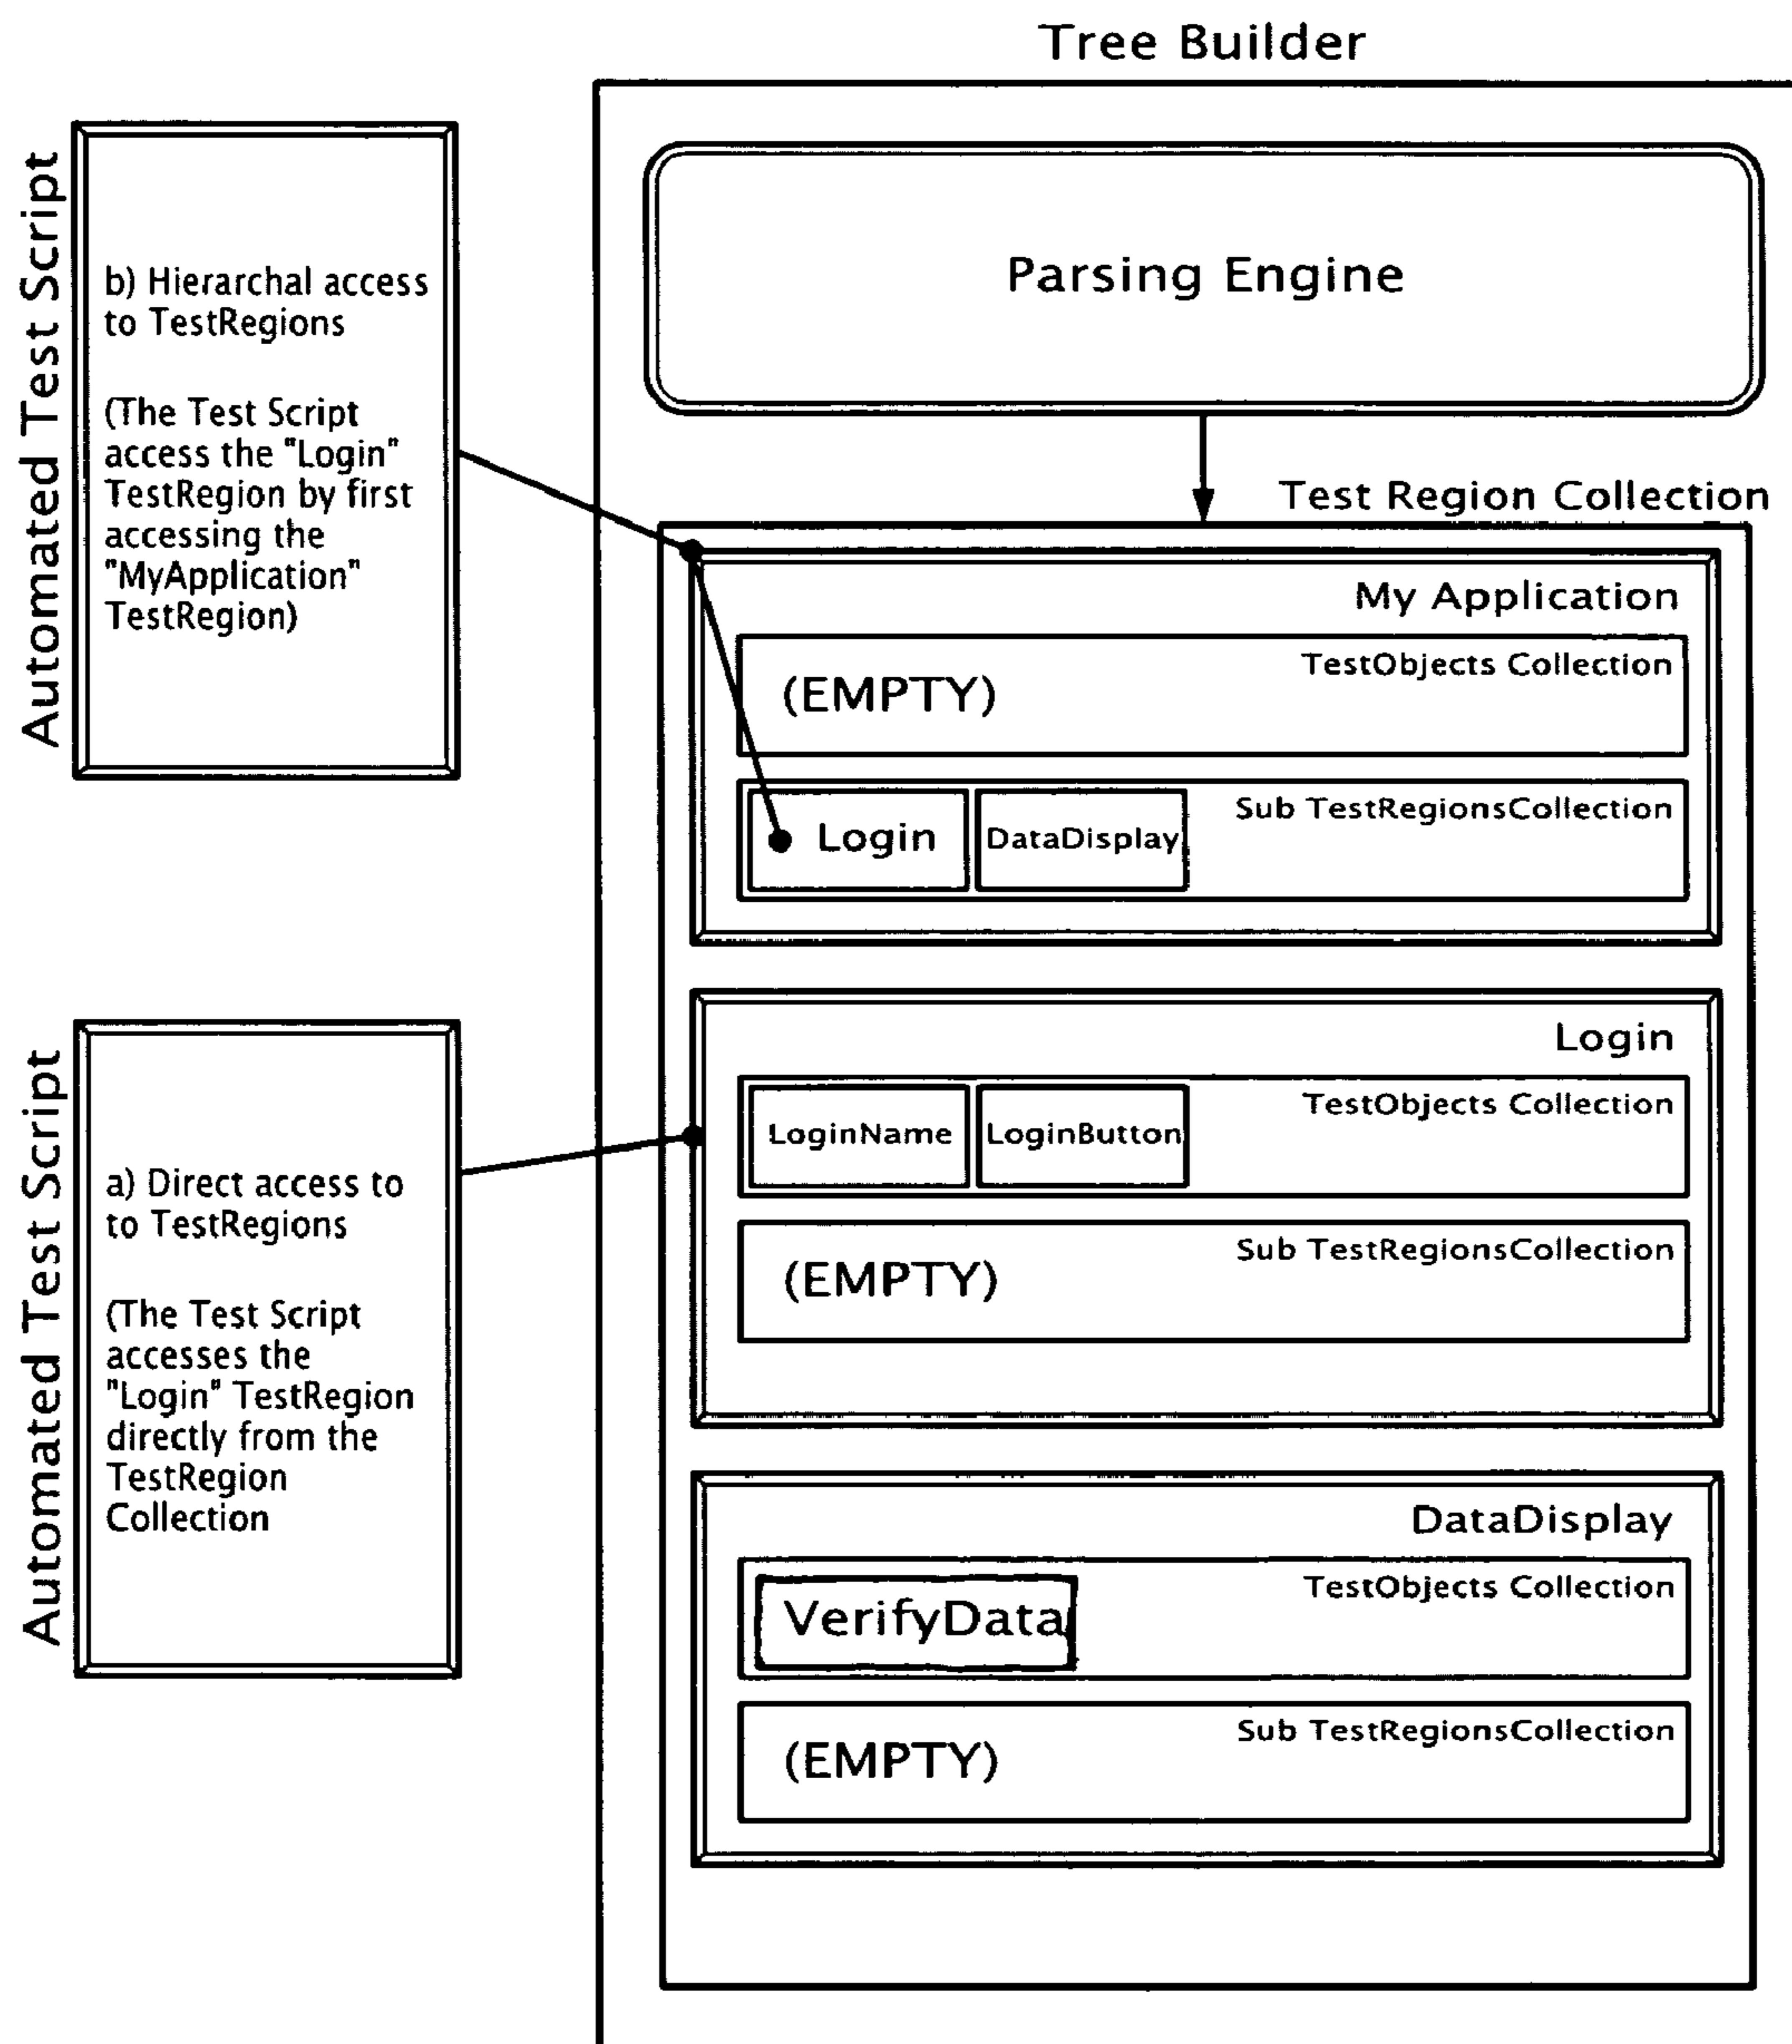 Tree Builder
Automated Test Script
b) Hierarchal access
to TestRegions
(The Test Script
access the "Login"
TestRegion by first
accessing the
"MyApplication"
TestRegion)
Parsing Engine
Test Region Collection
My Application
TestObjects Collection
(EMPTY)
Sub TestRegionsCollection
Login
DataDisplay
Automated Test Script
a) Direct access to
to TestRegions
(The Test Script
accesses the
"Login" TestRegion
directly from the
TestRegion
Collection
Login
TestObjects Collection
LoginName
LoginButton
Sub TestRegionsCollection
(EMPTY)
DataDisplay
TestObjects Collection
VerifyData
Sub TestRegionsCollection
(EMPTY)